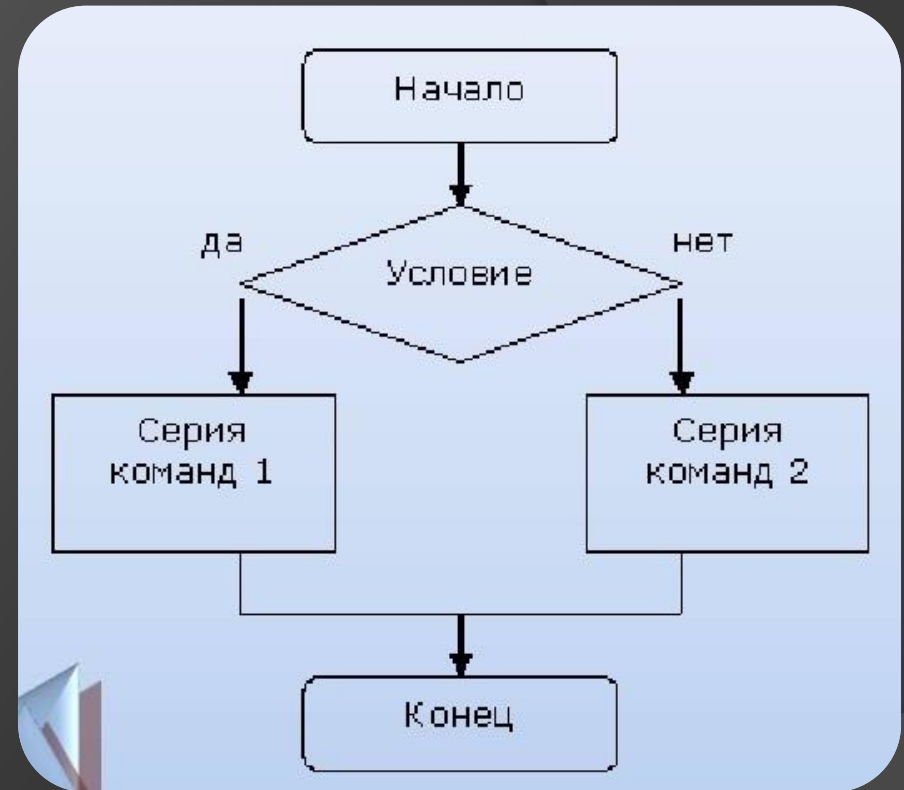 Начало
да
нет
Условие
Серия
команд 1
Серия
команд 2
Конец